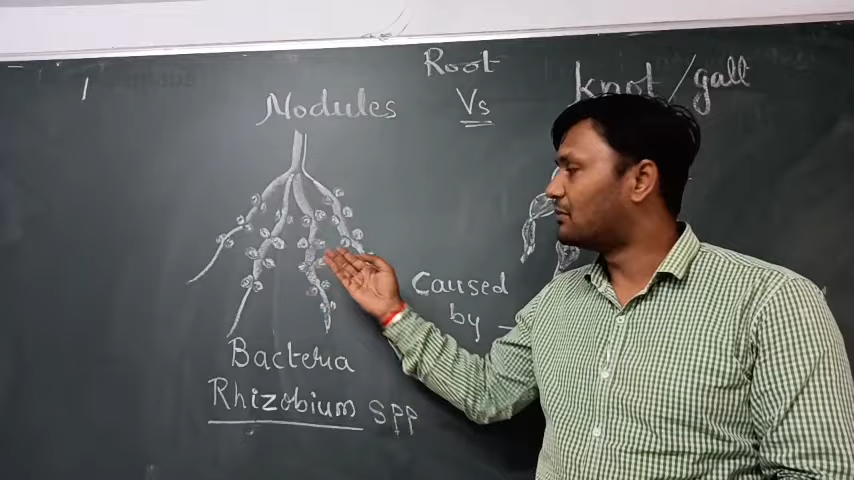 Root
Nodules Vs Knot/gall
Caused
by
Bacteria
Rhizobium spp